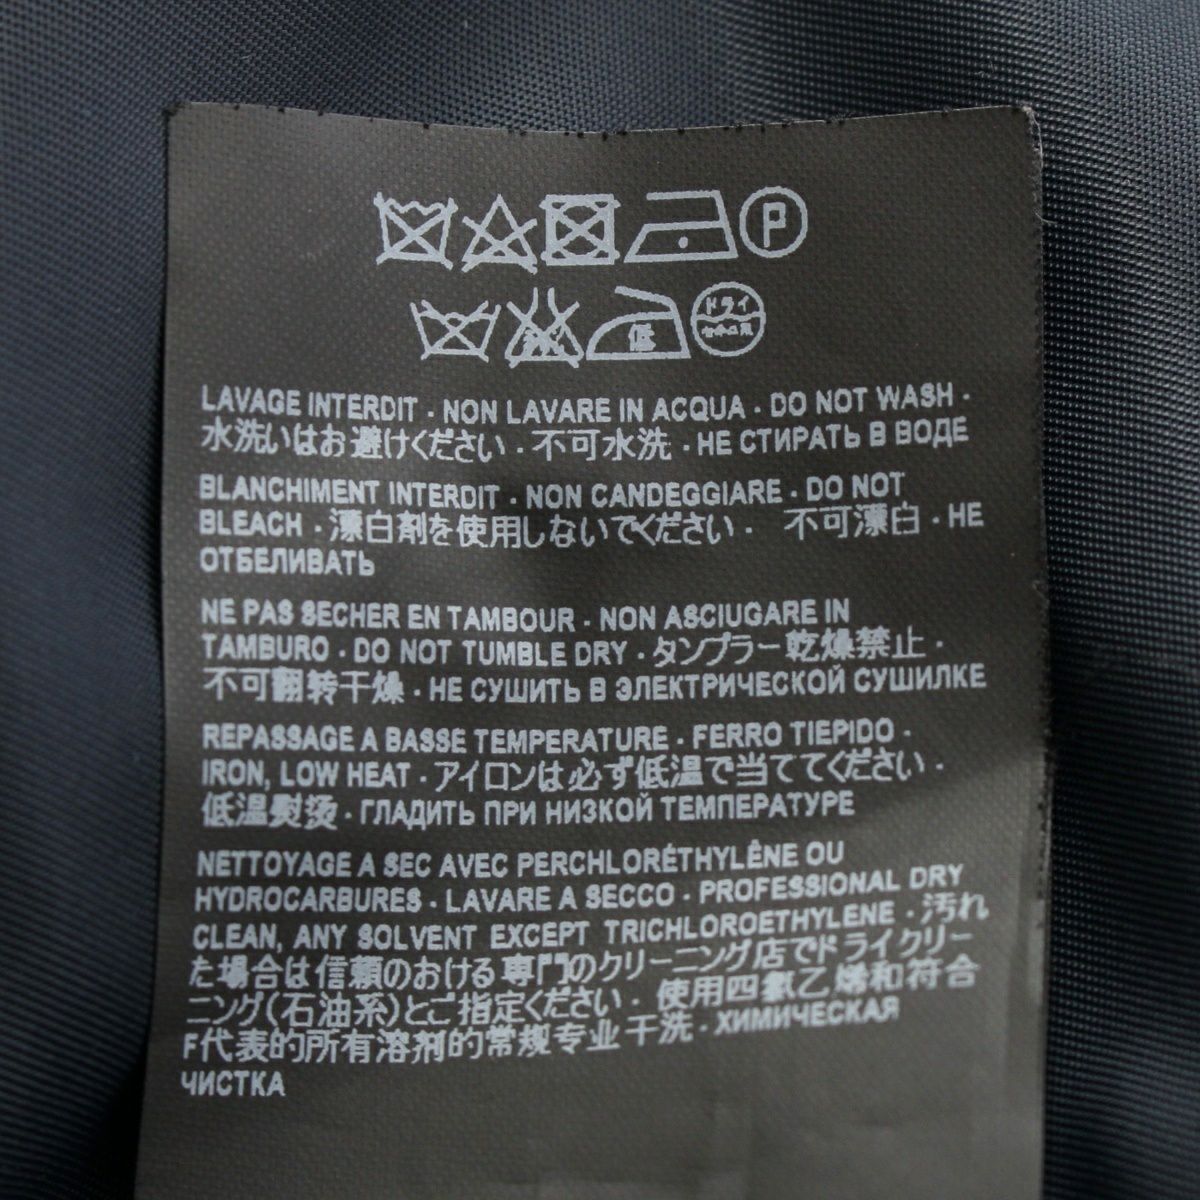 P
低
ドライ
LAVAGE INTERDIT · NON LAVARE IN ACQUA · DO NOT WASH ·
水洗いはお避けください · 不可水洗 · НЕ СТИРАТЬ В ВОДЕ
BLANCHIMENT INTERDIT · NON CANDEGGIARE · DO NOT
BLEACH · 漂白剤を使用しないでください · 不可漂白 · НЕ
ОТБЕЛИВАТЬ
NE PAS SECHER EN TAMBOUR · NON ASCIUGARE IN
TAMBURO · DO NOT TUMBLE DRY · タンブラー乾燥禁止 ·
不可翻转干燥 · НЕ СУШИТЬ В ЭЛЕКТРИЧЕСКОЙ СУШИЛКЕ
REPASSAGE A BASSE TEMPERATURE · FERRO TIEPIDO ·
IRON, LOW HEAT · アイロンは必ず低温で当ててください ·
低温熨烫 · ГЛАДИТЬ ПРИ НИЗКОЙ ТЕМПЕРАТУРЕ
NETTOYAGE A SEC AVEC PERCHLORÉTHYLÊNE OU
HYDROCARBURES · LAVARE A SECCO · PROFESSIONAL DRY
CLEAN, ANY SOLVENT EXCEPT TRICHLOROETHYLENE · 汚れ
た場合は信頼のおける専門のクリーニング店でドライクリー
ニング(石油系)とご指定ください · 使用四氯乙烯和符合
F代表的所有溶剂的常规专业干洗 · ХИМИЧЕСКАЯ
ЧИСТКА